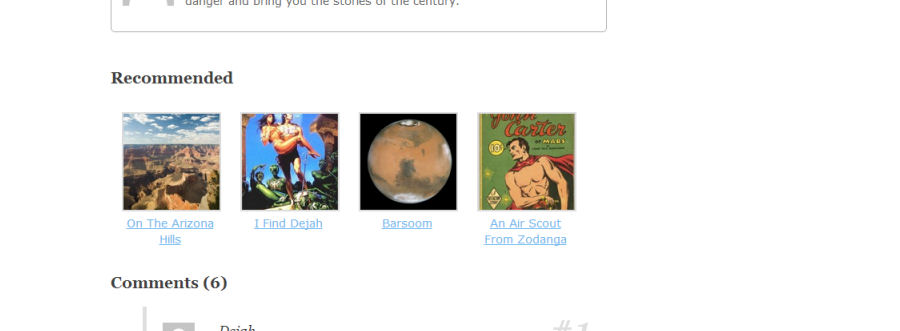 danger and bring you the stories of the century.
Recommended
John
Carter
OF MARS
10¢
On The Arizona
Hills
I Find Dejah
Barsoom
An Air Scout
From Zodanga
Comments (6)
Dejah
#1